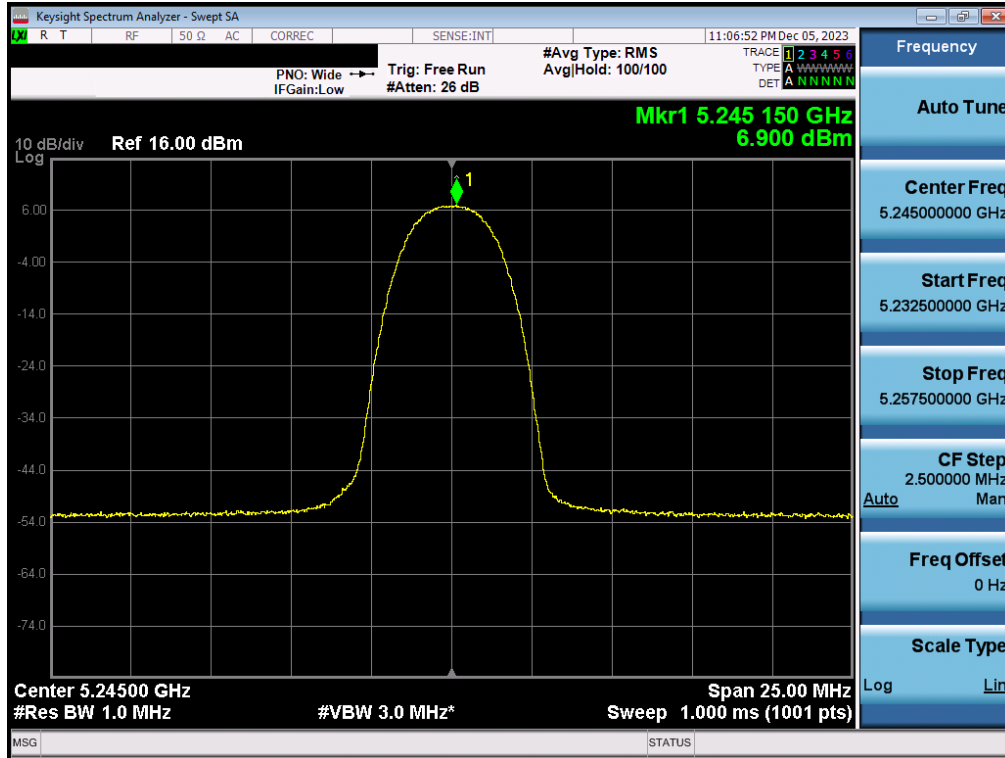 Keysight Spectrum Analyzer - Swept SA
LXI R T RF 50 Ω AC CORREC SENSE:INT 11:06:52 PM Dec 05, 2023
PNO: Wide
IFGain:Low
Trig: Free Run
#Atten: 26 dB
#Avg Type: RMS
Avg|Hold: 100/100
TRACE 1 2 3 4 5 6
TYPE A WWWWW
DET A N N N N N
Mkr1 5.245 150 GHz
6.900 dBm
10 dB/div Ref 16.00 dBm
Log
1
6.00
-4.00
-14.0
-24.0
-34.0
-44.0
-54.0
-64.0
-74.0
Center 5.24500 GHz Span 25.00 MHz
#Res BW 1.0 MHz #VBW 3.0 MHz* Sweep 1.000 ms (1001 pts)
MSG STATUS
Frequency
Auto Tune
Center Freq
5.245000000 GHz
Start Freq
5.232500000 GHz
Stop Freq
5.257500000 GHz
CF Step
2.500000 MHz
Auto Man
Freq Offset
0 Hz
Scale Type
Log Lin